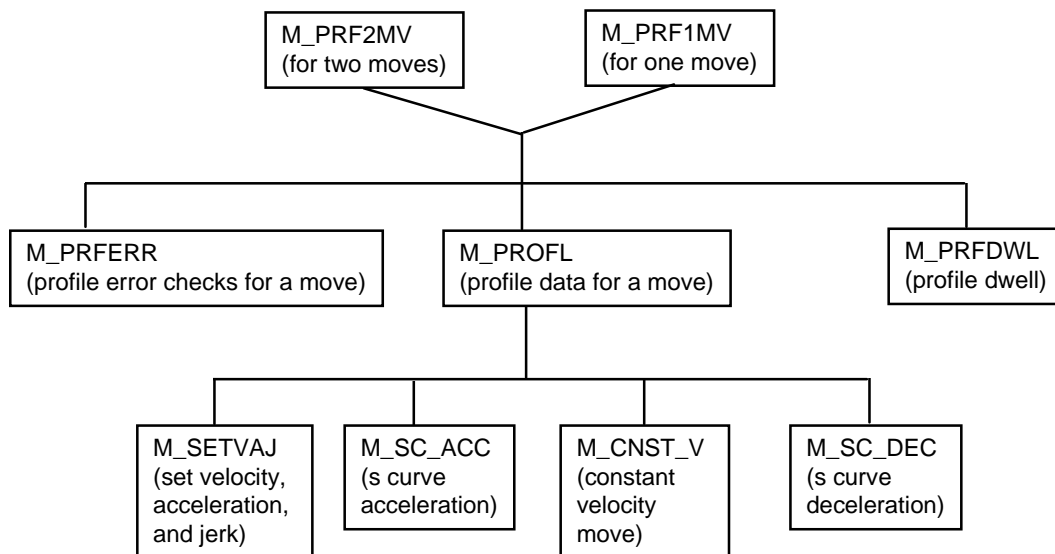 M_PRF2MV
(for two moves)
M_PRF1MV
(for one move)
M_PRFERR
(profile error checks for a move)
M_PROFL
(profile data for a move)
M_PRFDWL
(profile dwell)
M_SETVAJ
(set velocity,
acceleration,
and jerk)
M_SC_ACC
(s curve
acceleration)
M_CNST_V
(constant
velocity
move)
M_SC_DEC
(s curve
deceleration)